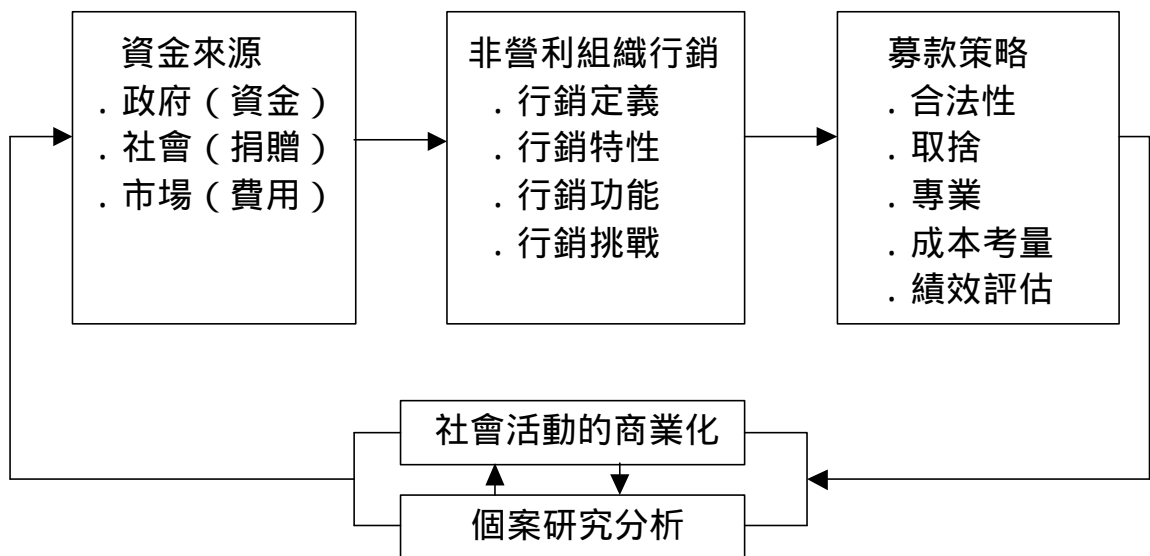 資金來源
．政府（資金）
．社會（捐贈）
．市場（費用）
非營利組織行銷
．行銷定義
．行銷特性
．行銷功能
．行銷挑戰
募款策略
．合法性
．取捨
．專業
．成本考量
．績效評估
社會活動的商業化
個案研究分析